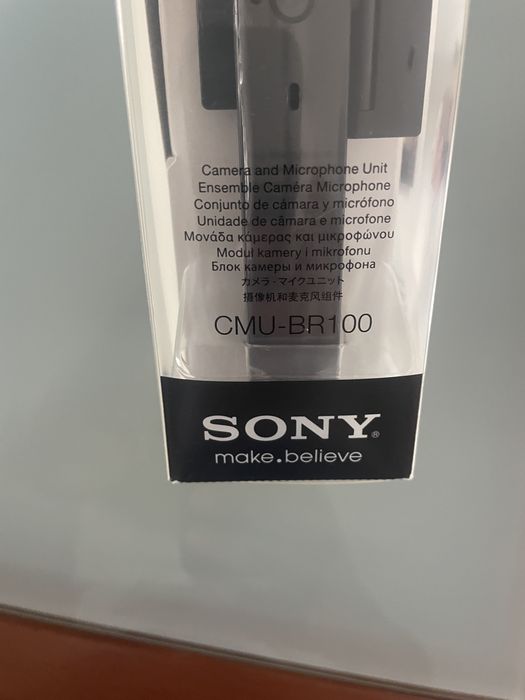 Camera and Microphone Unit
Ensemble Caméra Microphone
Conjunto de cámara y micrófono
Unidade de câmara e microfone
Μονάδα κάμερας και μικροφώνου
Moduł kamery i mikrofonu
Блок камеры и микрофона
カメラ・マイクユニット
摄像机和麦克风组件
CMU-BR100
SONY®
make.believe